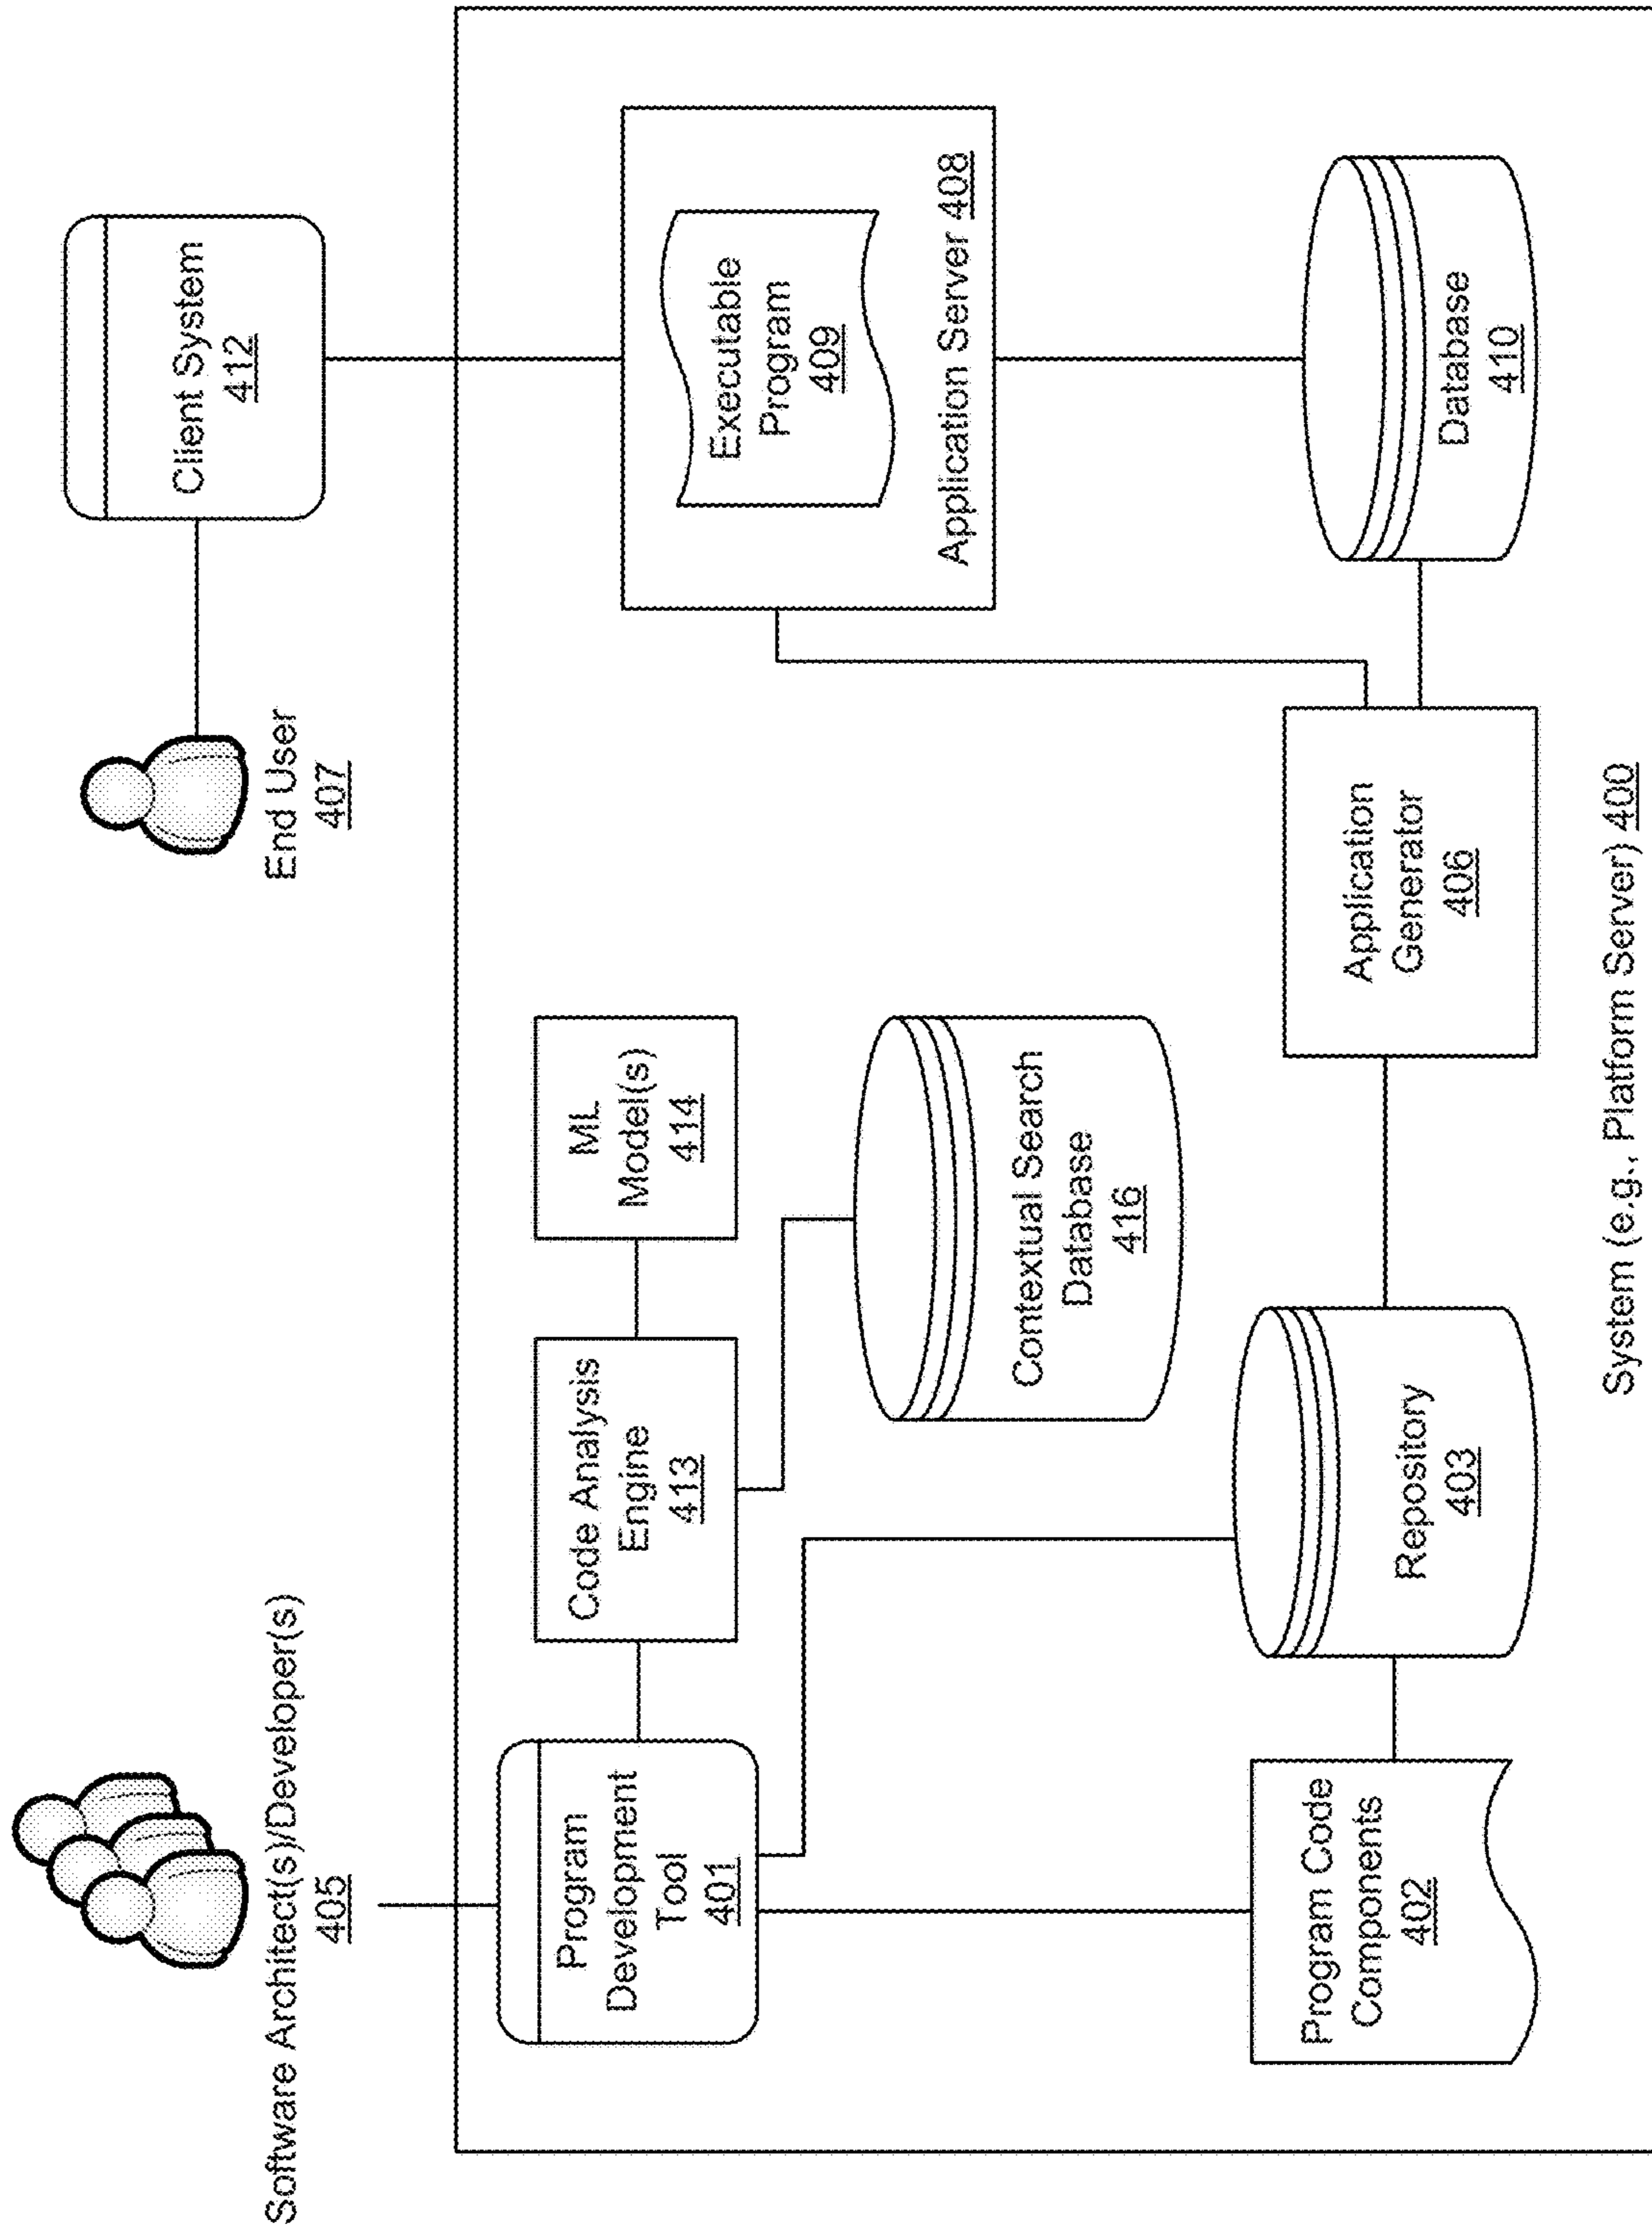 Software Architect(s)/Developer(s)
405
End User
407
Client System
412
Program
Development
Tool
401
Code Analysis
Engine
413
ML
Model(s)
414
Executable
Program
409
Application Server 408
Contextual Search
Database
416
Program Code
Components
402
Repository
403
Application
Generator
406
Database
410
System (e.g., Platform Server) 400